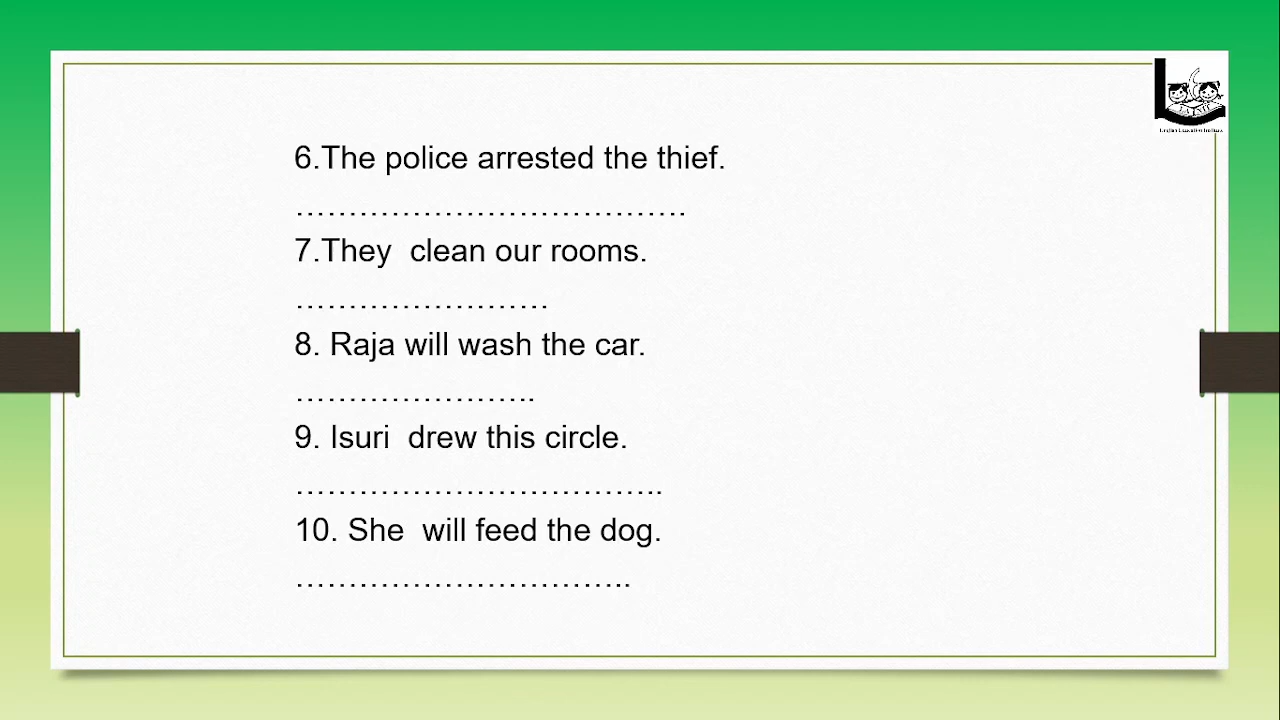 6.The police arrested the thief.
………………………………….
7.They  clean our rooms.
…………………….
8. Raja will wash the car.
…………………..
9. Isuri  drew this circle.
……………………………..
10. She  will feed the dog.
…………………………..